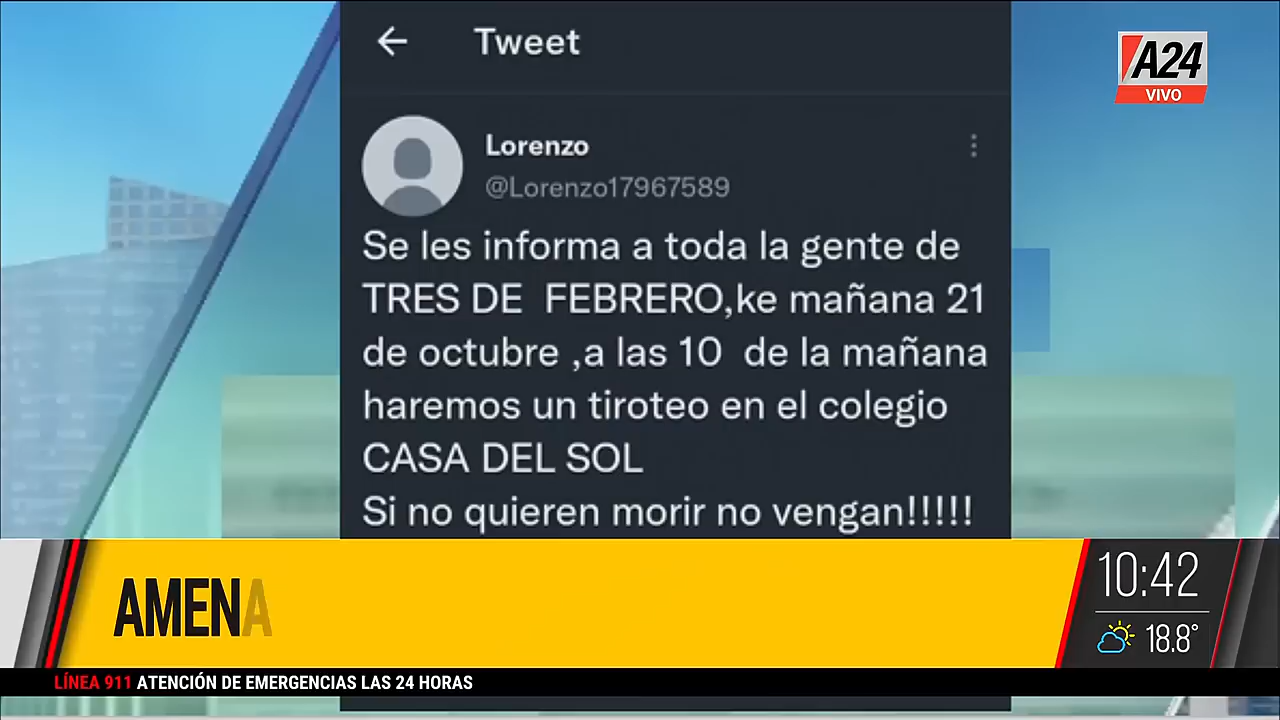 Tweet
A24
VIVO
Lorenzo
@Lorenzo17967589
Se les informa a toda la gente de
TRES DE FEBRERO,ke mañana 21
de octubre ,a las 10 de la mañana
haremos un tiroteo en el colegio
CASA DEL SOL
Si no quieren morir no vengan!!!!!
AMENA
10:42
18.8°
LÍNEA 911 ATENCIÓN DE EMERGENCIAS LAS 24 HORAS